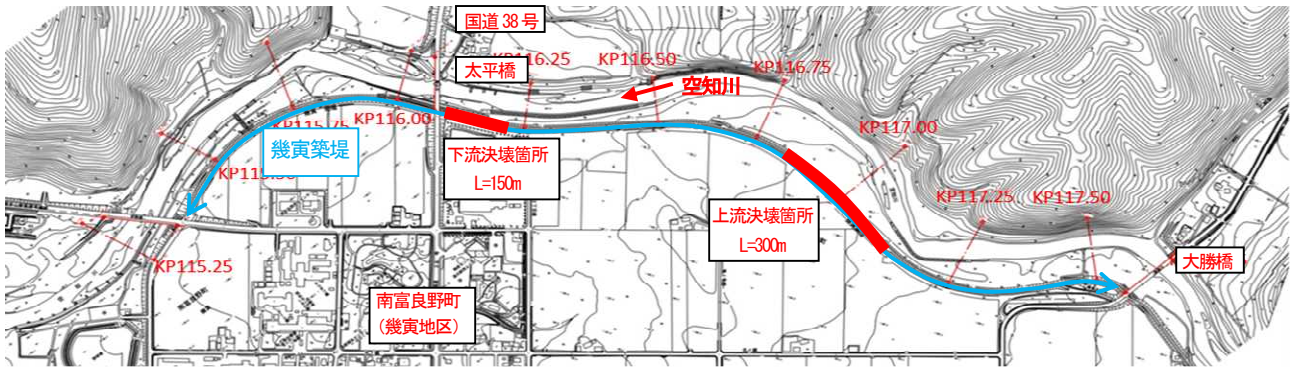 国道38号
太平橋
KP116.25
KP116.50
KP116.75
空知川
KP117.00
KP116.00
KP115.75
幾寅築堤
下流決壊箇所
L=150m
KP117.25
KP117.50
上流決壊箇所
L=300m
大勝橋
KP115.25
南富良野町
(幾寅地区)